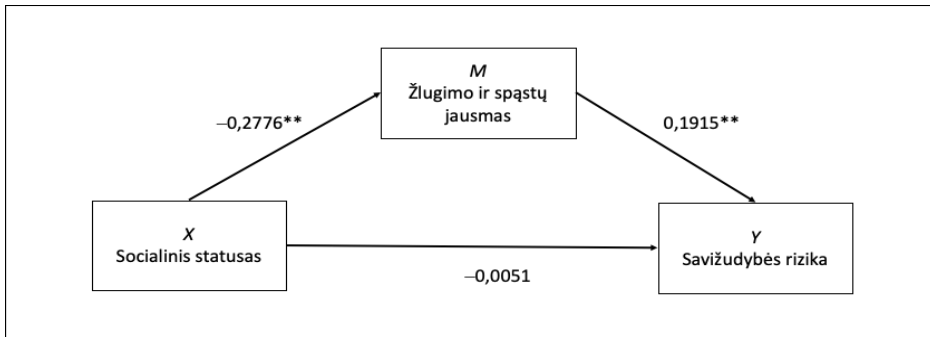 M
Žlugimo ir spąstų
jausmas
–0,2776**
0,1915**
X
Socialinis statusas
Y
Savižudybės rizika
–0,0051